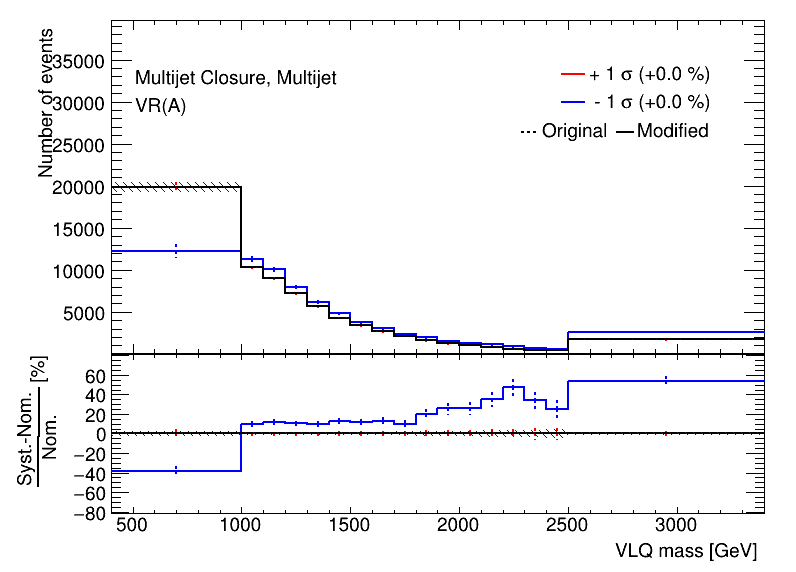 Number of events
35000
30000
25000
20000
15000
10000
5000
Multijet Closure, Multijet
VR(A)
+ 1 σ (+0.0 %)
- 1 σ (+0.0 %)
Original
Modified
Syst.-Nom.
Nom.
[%]
60
40
20
0
−20
−40
−60
−80
500 1000 1500 2000 2500 3000
VLQ mass [GeV]